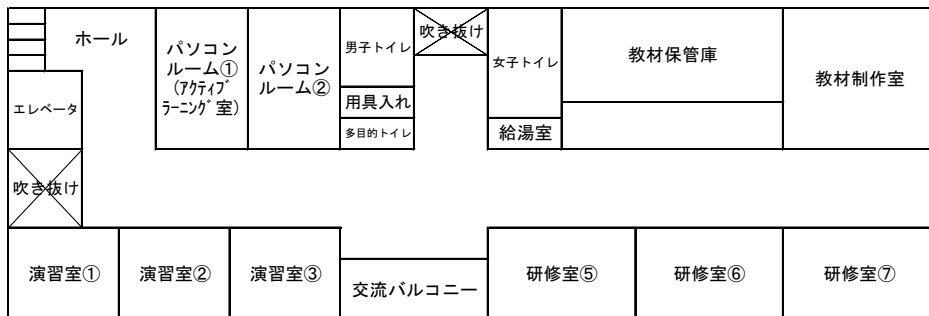 ホール
パソコン
ルーム①
(アクティブ
ラーニング室)
パソコン
ルーム②
男子トイレ
用具入れ
多目的トイレ
吹き抜け
女子トイレ
給湯室
教材保管庫
教材制作室
エレベータ
吹き抜け
演習室①
演習室②
演習室③
交流バルコニー
研修室⑤
研修室⑥
研修室⑦